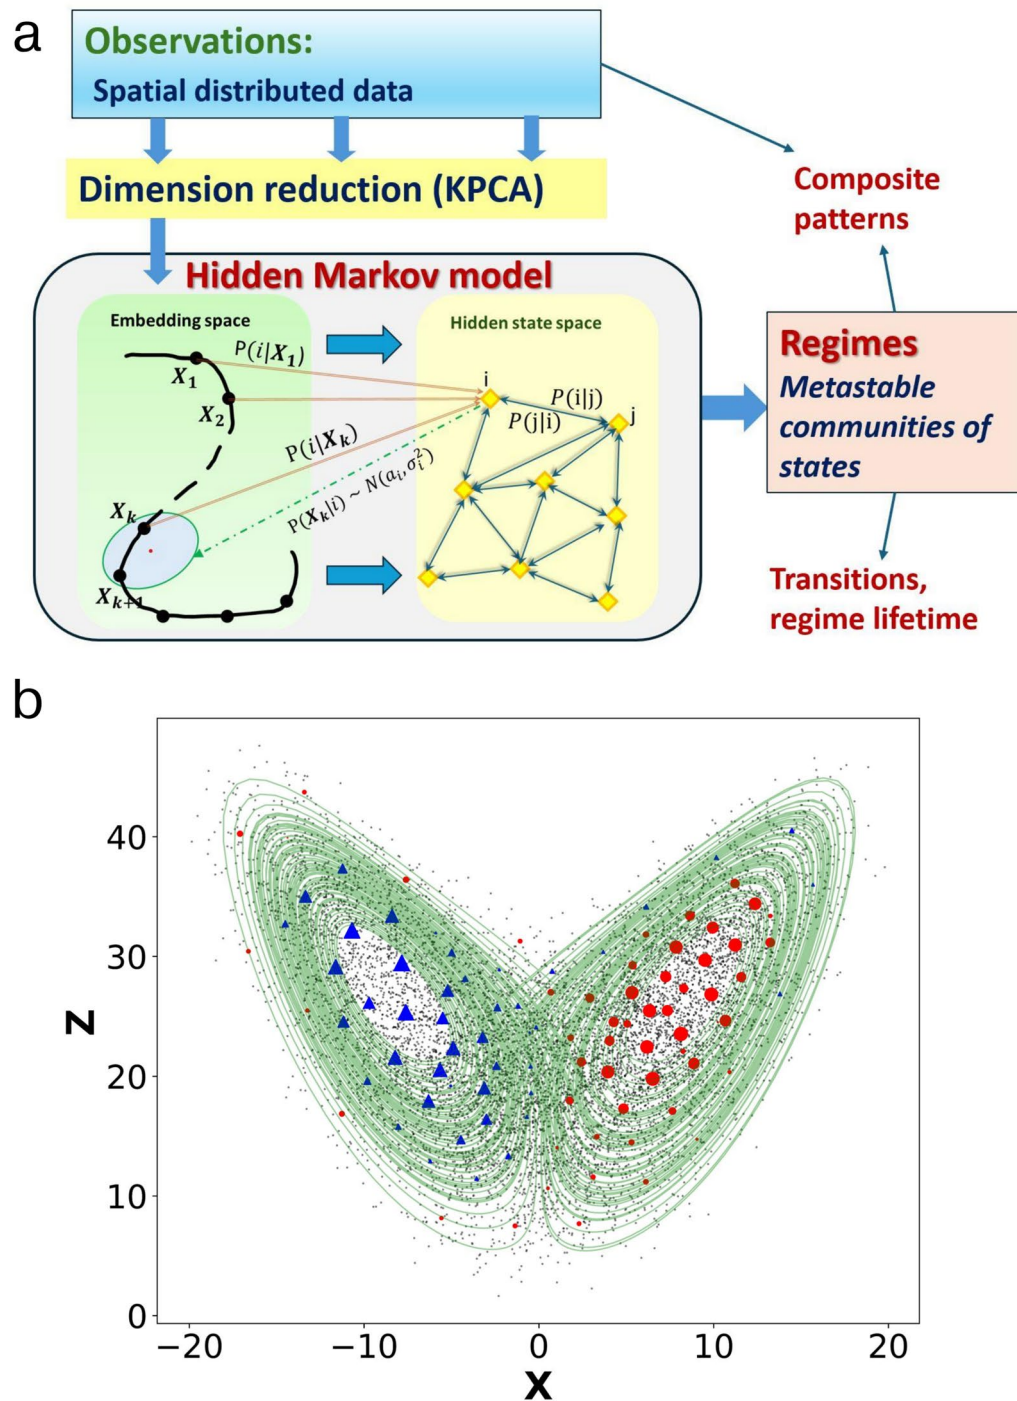 a
Observations:
Spatial distributed data
Dimension reduction (KPCA)
Composite
patterns
Hidden Markov model
Embedding space
Hidden state space
P(i|X₁)
X₁
X₂
i
P(i|j)
P(j|i)
j
P(i|Xₖ)
P(Xₖ|i) ~ N(aᵢ,σᵢ²)
Xₖ
Xₖ₊₁
Regimes
Metastable
communities of
states
Transitions,
regime lifetime
b
40
30
20
10
0
Z
−20
−10
0
10
20
X